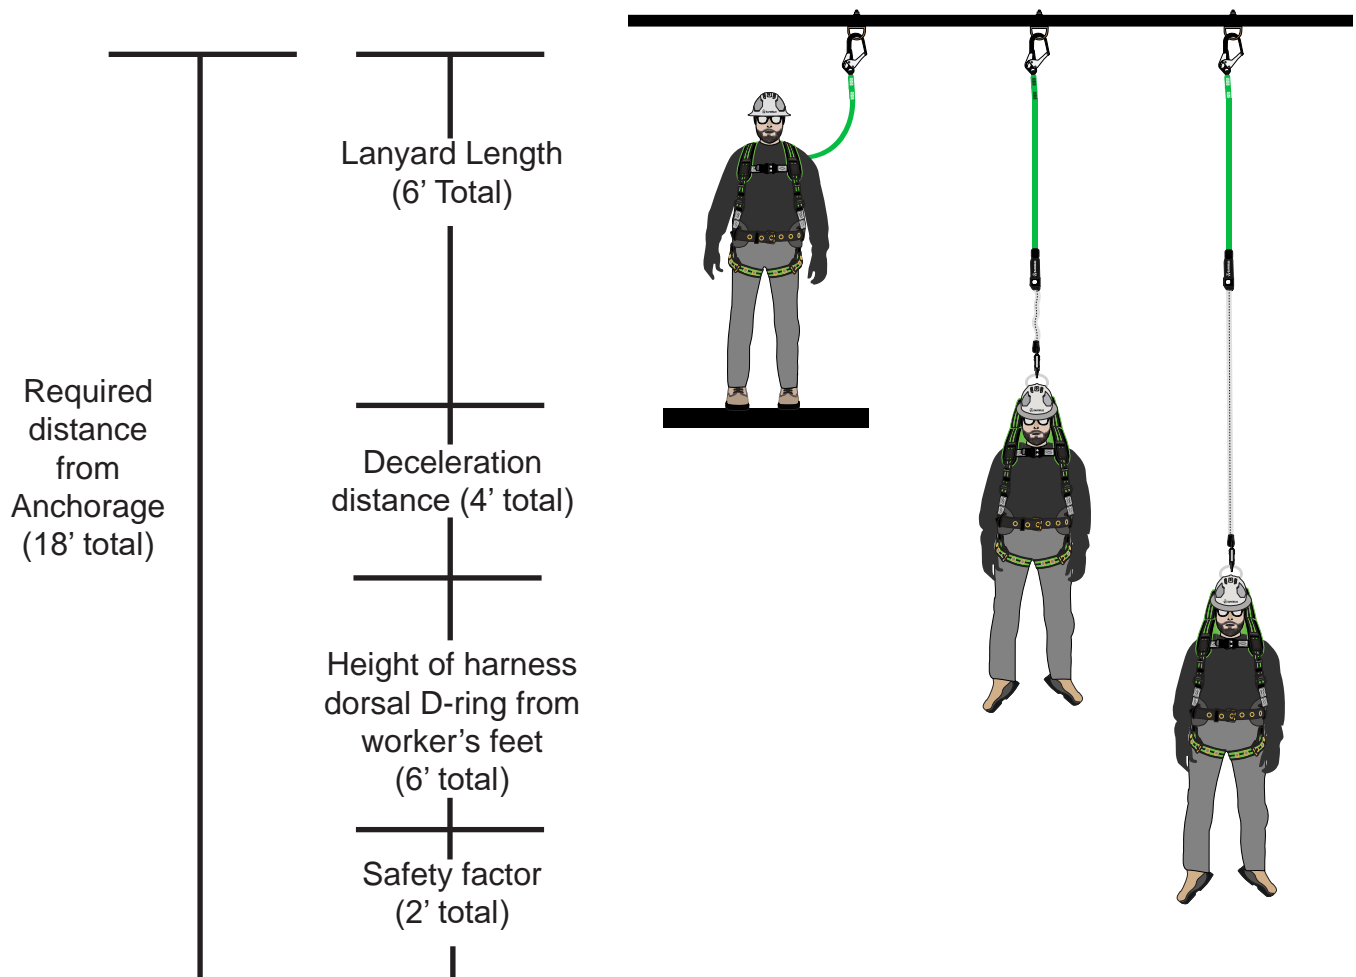 Required
distance
from
Anchorage
(18’ total)
Lanyard Length
(6’ Total)
Deceleration
distance (4’ total)
Height of harness
dorsal D-ring from
worker’s feet
(6’ total)
Safety factor
(2’ total)